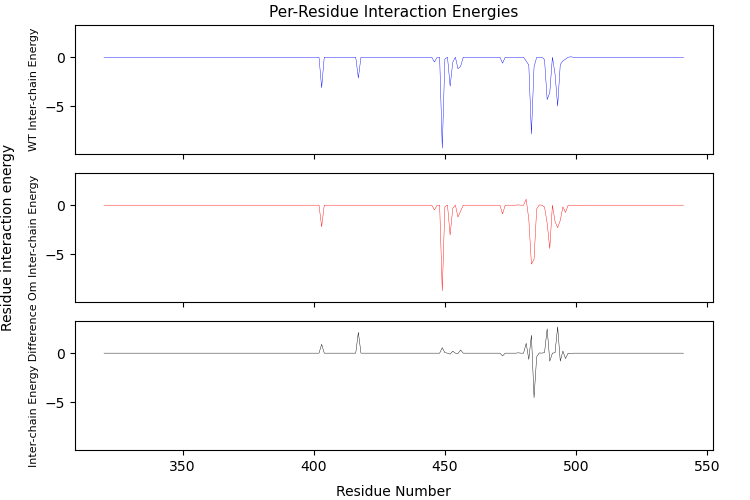 Per-Residue Interaction Energies
Residue interaction energy
WT Inter-chain Energy
0
−5
Om Inter-chain Energy
0
−5
Inter-chain Energy Difference
0
−5
350
400
450
500
550
Residue Number